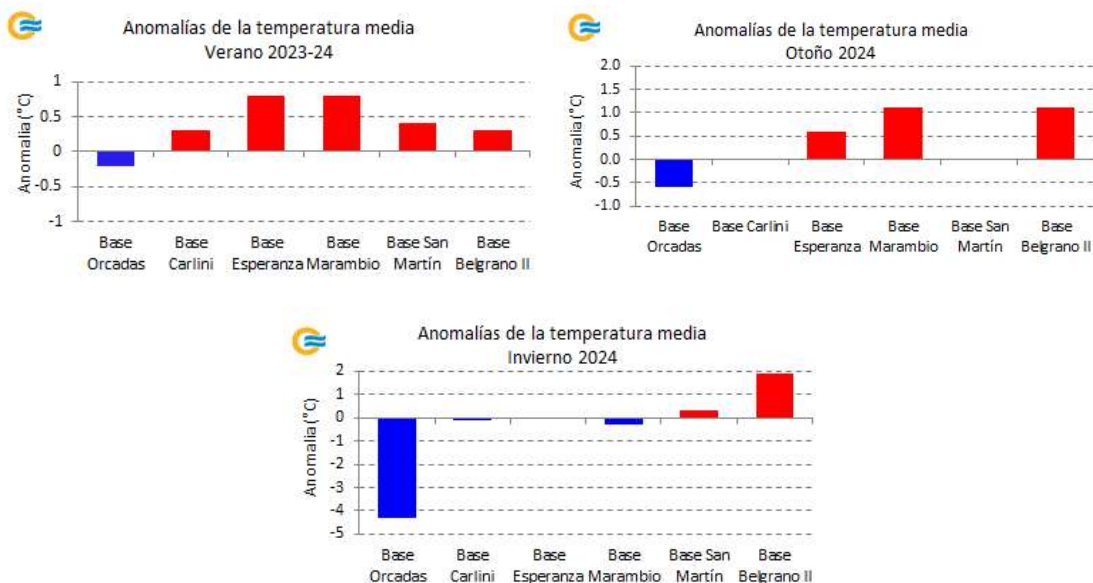 Anomalías de la temperatura media
Verano 2023-24
Anomalia (°C)
1
0.5
0
-0.5
-1
Base Orcadas
Base Carlini
Base Esperanza
Base Marambio
Base San Martín
Base Belgrano II
Anomalías de la temperatura media
Otoño 2024
Anomalía (°C)
2.0
1.5
1.0
0.5
0.0
-0.5
-1.0
Base Orcadas
Base Carlini
Base Esperanza
Base Marambio
Base San Martín
Base Belgrano II
Anomalías de la temperatura media
Invierno 2024
Anomalía (°C)
2
1
0
-1
-2
-3
-4
-5
Base Orcadas
Base Carlini
Base Esperanza
Base Marambio
Base San Martín
Base Belgrano II